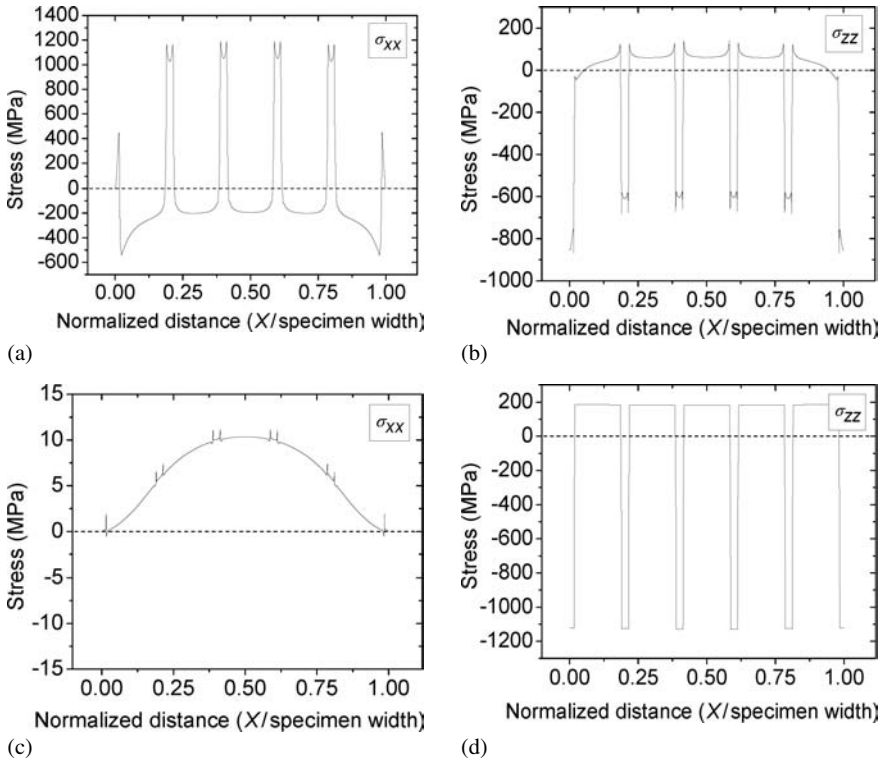 1400
1200
1000
800
600
400
200
0
-200
-400
-600
Stress (MPa)
σxx
0.00 0.25 0.50 0.75 1.00
Normalized distance (X/specimen width)
(a)
200
0
-200
-400
-600
-800
-1000
Stress (MPa)
σzz
0.00 0.25 0.50 0.75 1.00
Normalized distance (X/specimen width)
(b)
15
10
5
0
-5
-10
-15
Stress (MPa)
σxx
0.00 0.25 0.50 0.75 1.00
Normalized distance (X/specimen width)
(c)
200
0
-200
-400
-600
-800
-1000
-1200
Stress (MPa)
σzz
0.00 0.25 0.50 0.75 1.00
Normalized distance (X/specimen width)
(d)